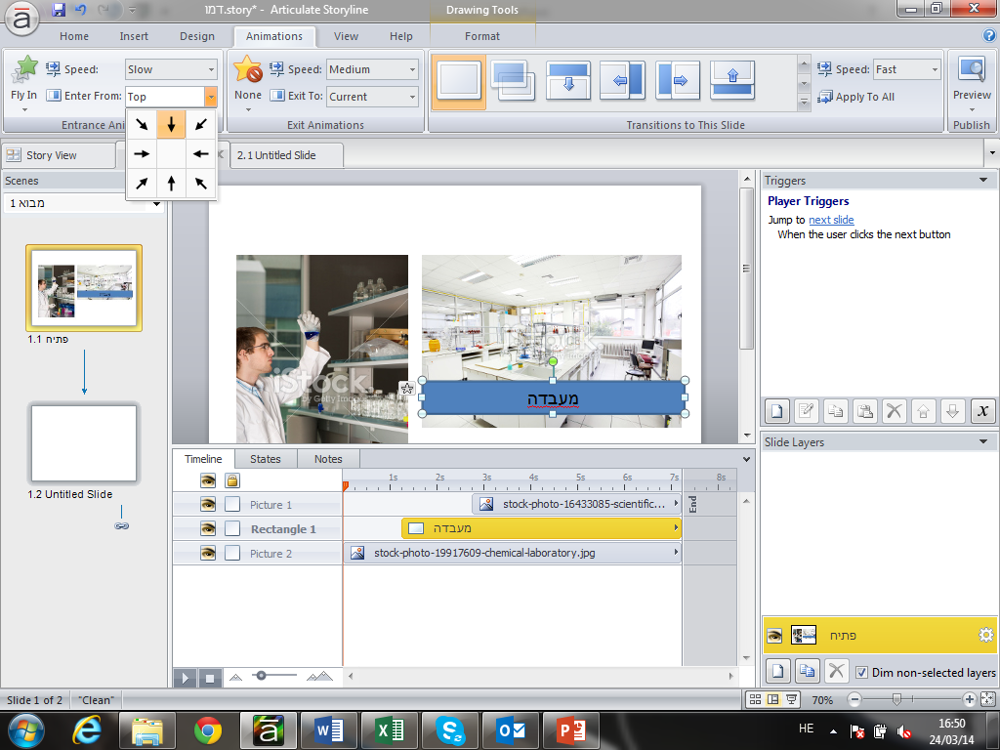 דמו.story* - Articulate Storyline
Drawing Tools
Home
Insert
Design
Animations
View
Help
Format
Speed:
Slow
Fly In
Enter From:
Top
Entrance Ani
None
Speed:
Medium
Exit To:
Current
Exit Animations
Transitions to This Slide
Speed:
Fast
Apply To All
Preview
Publish
Story View
2.1 Untitled Slide
Scenes
1 מבוא
1.1 פתיח
1.2 Untitled Slide
iStock
by Getty Images
iStock
מעבדה
Triggers
Player Triggers
Jump to next slide
When the user clicks the next button
x
Slide Layers
פתיח
Dim non-selected layers
Timeline
States
Notes
1s 2s 3s 4s 5s 6s 7s 8s
Picture 1
stock-photo-16433085-scientific...
End
Rectangle 1
מעבדה
Picture 2
stock-photo-19917609-chemical-laboratory.jpg
Slide 1 of 2
"Clean"
70%
HE
16:50
24/03/14